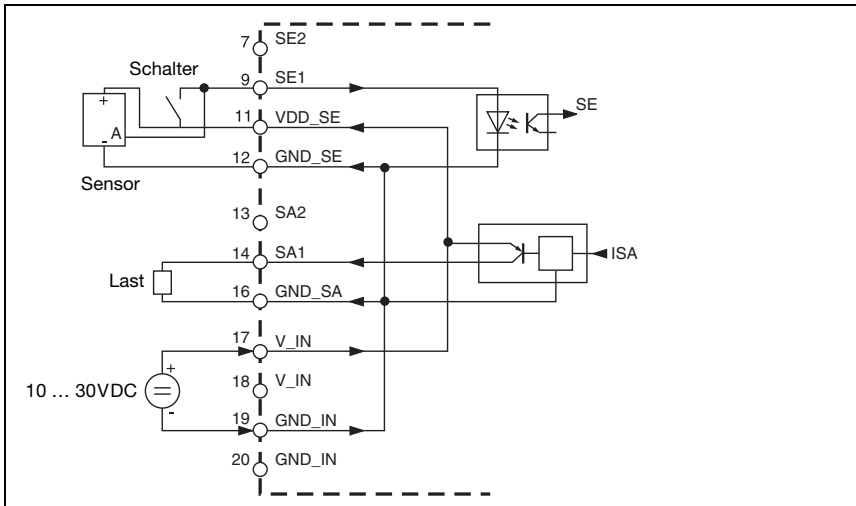 7 SE2
Schalter
9 SE1
+
11 VDD_SE
A
-
12 GND_SE
Sensor
SE
13 SA2
14 SA1
ISA
Last
16 GND_SA
17 V_IN
+
10 ... 30VDC
18 V_IN
-
19 GND_IN
20 GND_IN